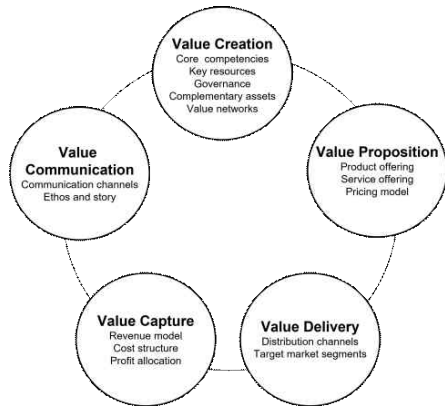 Value Creation
Core competencies
Key resources
Governance
Complementary assets
Value networks
Value Proposition
Product offering
Service offering
Pricing model
Value Delivery
Distribution channels
Target market segments
Value Capture
Revenue model
Cost structure
Profit allocation
Value
Communication
Communication channels
Ethos and story